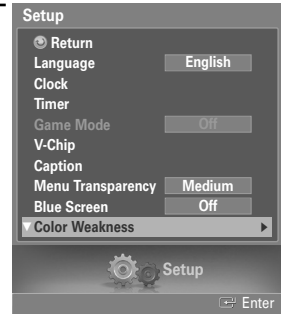 Setup
Return
Language English
Clock
Timer
Game Mode Off
V-Chip
Caption
Menu Transparency Medium
Blue Screen Off
Color Weakness
Setup
Enter